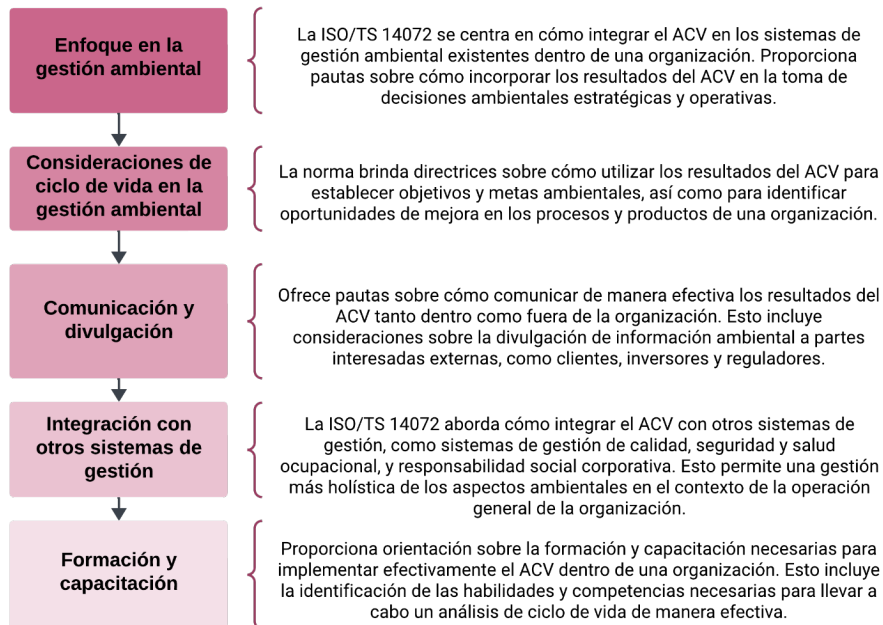 Enfoque en la
gestión ambiental
La ISO/TS 14072 se centra en cómo integrar el ACV en los sistemas de
gestión ambiental existentes dentro de una organización. Proporciona
pautas sobre cómo incorporar los resultados del ACV en la toma de
decisiones ambientales estratégicas y operativas.
Consideraciones de
ciclo de vida en la
gestión ambiental
La norma brinda directrices sobre cómo utilizar los resultados del ACV para
establecer objetivos y metas ambientales, así como para identificar
oportunidades de mejora en los procesos y productos de una organización.
Comunicación y
divulgación
Ofrece pautas sobre cómo comunicar de manera efectiva los resultados del
ACV tanto dentro como fuera de la organización. Esto incluye
consideraciones sobre la divulgación de información ambiental a partes
interesadas externas, como clientes, inversores y reguladores.
Integración con
otros sistemas de
gestión
La ISO/TS 14072 aborda cómo integrar el ACV con otros sistemas de
gestión, como sistemas de gestión de calidad, seguridad y salud
ocupacional, y responsabilidad social corporativa. Esto permite una gestión
más holística de los aspectos ambientales en el contexto de la operación
general de la organización.
Formación y
capacitación
Proporciona orientación sobre la formación y capacitación necesarias para
implementar efectivamente el ACV dentro de una organización. Esto incluye
la identificación de las habilidades y competencias necesarias para llevar a
cabo un análisis de ciclo de vida de manera efectiva.